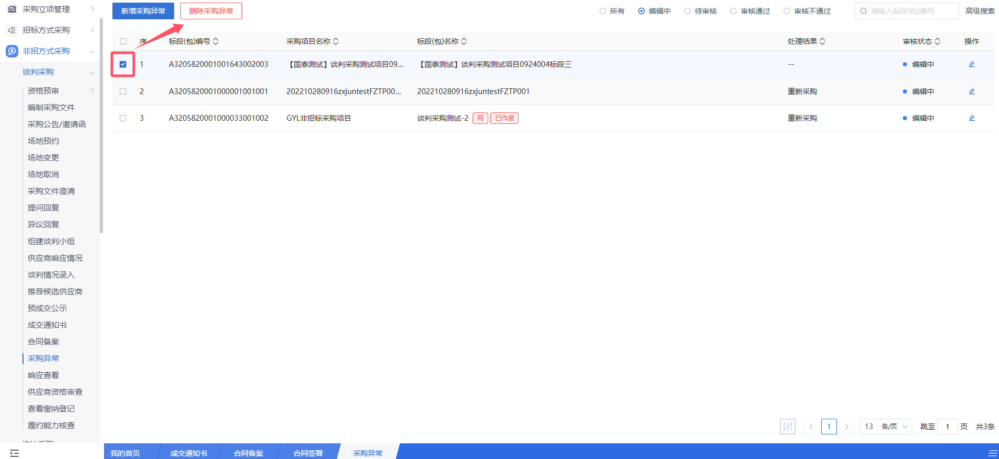 采购立项管理
招标方式采购
非招方式采购
谈判采购
资格预审
编制采购文件
采购公告/邀请函
场地预约
场地变更
场地取消
采购文件澄清
提问回复
异议回复
组建谈判小组
供应商响应情况
谈判情况录入
推荐候选供应商
预成交公示
成交通知书
合同备案
采购异常
响应查看
供应商资格审查
查看缴纳登记
履约能力核查
新增采购异常 删除采购异常 所有 编辑中 待审核 审核通过 审核不通过 请输入标段(包)编号 高级搜索
序 标段(包)编号 采购项目名称 标段(包)名称 处理结果 审核状态 操作
1 A3205820001001643002003 【国泰测试】谈判采购测试项目09... 【国泰测试】谈判采购测试项目0924004标段三 -- 编辑中
2 A3205820001000001001001 202210280916zxjuntestFZTP00... 202210280916zxjuntestFZTP001 重新采购 编辑中
3 A3205820001000033001002 GYL非招标采购项目 谈判采购测试-2 网 已作废 重新采购 编辑中
1 13 条/页 跳至 1 页 共3条
我的首页 成交通知书 合同备案 合同签署 采购异常